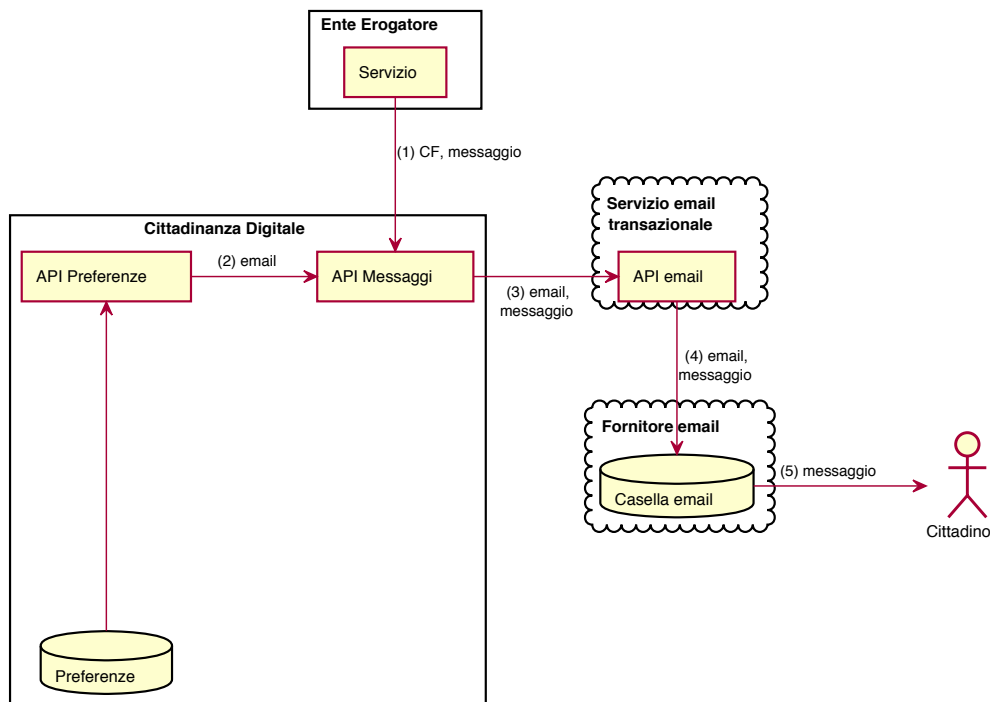 Ente Erogatore
Servizio
(1) CF, messaggio
Servizio email
transazionale
Cittadinanza Digitale
API Preferenze
(2) email
API Messaggi
(3) email,
messaggio
API email
(4) email,
messaggio
Fornitore email
Casella email
(5) messaggio
Cittadino
Preferenze